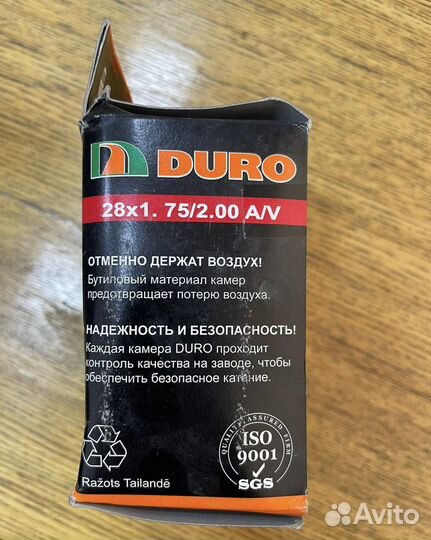 DURO
28x1. 75/2.00 A/V
ОТМЕННО ДЕРЖАТ ВОЗДУХ!
Бутиловый материал камер
предотвращает потерю воздуха.
НАДЕЖНОСТЬ И БЕЗОПАСНОСТЬ!
Каждая камера DURO проходит
контроль качества на заводе, чтобы
обеспечить безопасное катение.
QUALITY ASSURED FIRM
ISO
9001
SGS
Ražots Tailandē
Avito